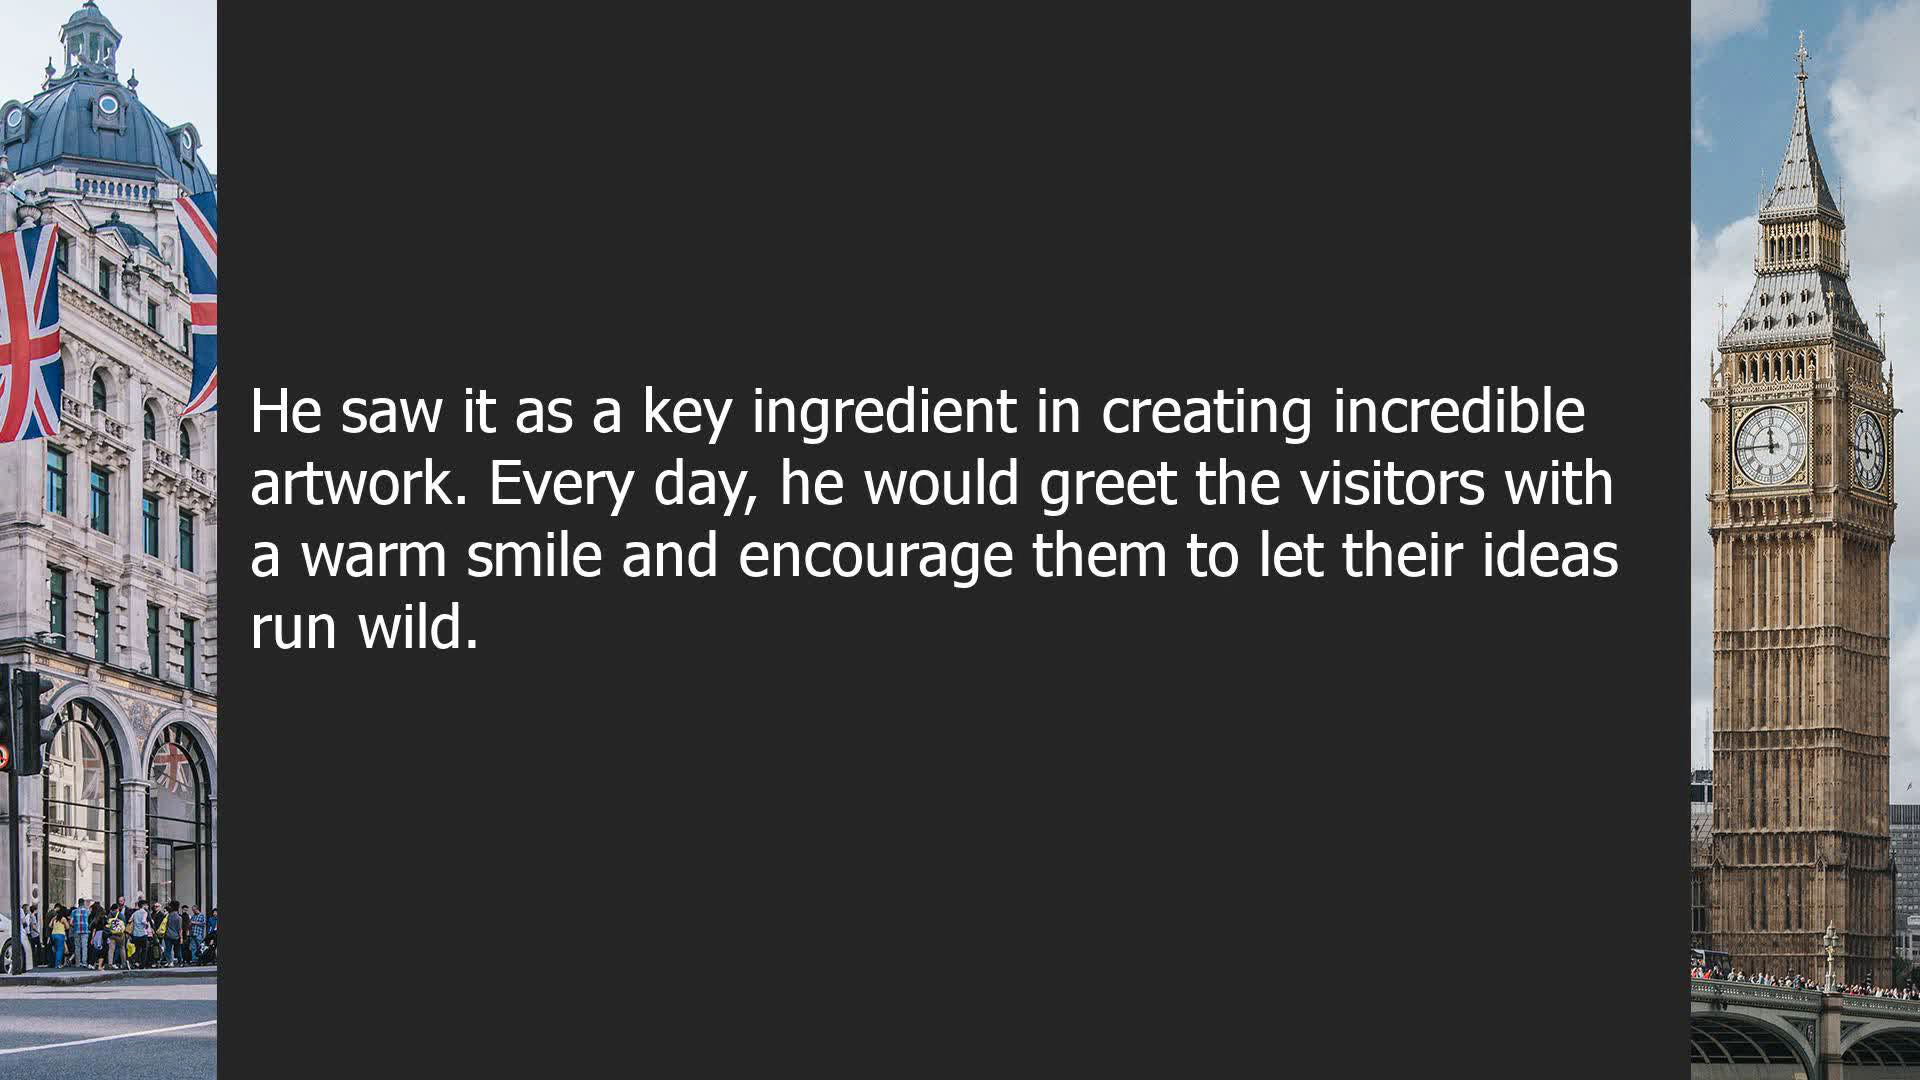 He saw it as a key ingredient in creating incredible
artwork. Every day, he would greet the visitors with
a warm smile and encourage them to let their ideas
run wild.